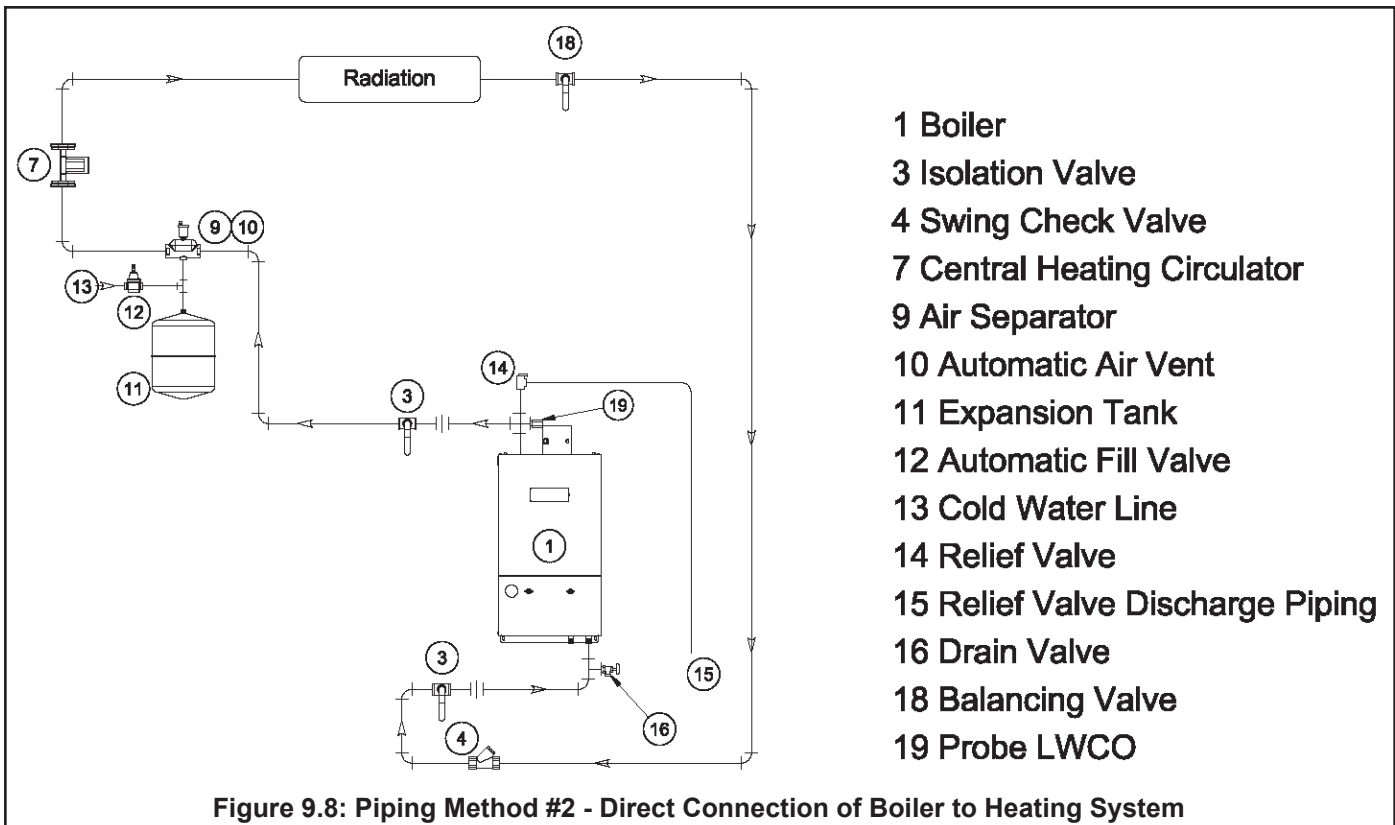 18
Radiation
7
9 10
13
12
11
14
3
19
1
3
15
16
4
1 Boiler
3 Isolation Valve
4 Swing Check Valve
7 Central Heating Circulator
9 Air Separator
10 Automatic Air Vent
11 Expansion Tank
12 Automatic Fill Valve
13 Cold Water Line
14 Relief Valve
15 Relief Valve Discharge Piping
16 Drain Valve
18 Balancing Valve
19 Probe LWCO
Figure 9.8: Piping Method #2 - Direct Connection of Boiler to Heating System